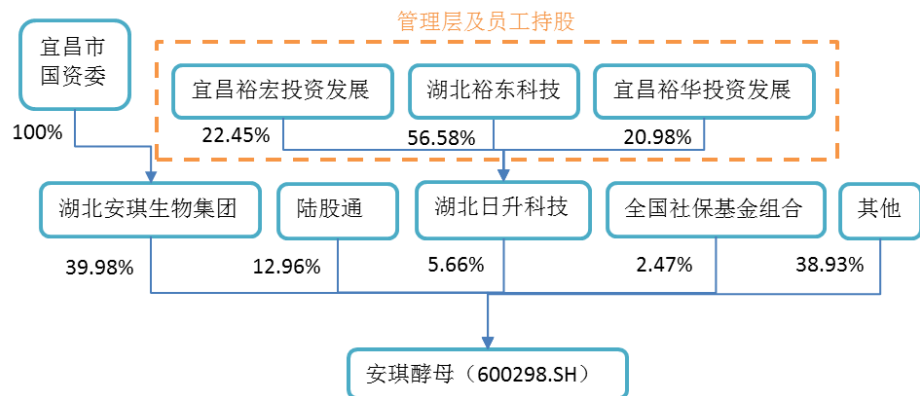 管理层及员工持股
宜昌市
国资委
宜昌裕宏投资发展
湖北裕东科技
宜昌裕华投资发展
100%
22.45%
56.58%
20.98%
湖北安琪生物集团
陆股通
湖北日升科技
全国社保基金组合
其他
39.98%
12.96%
5.66%
2.47%
38.93%
安琪酵母（600298.SH）